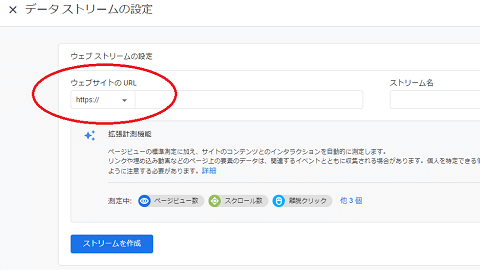 × データ ストリームの設定
ウェブ ストリームの設定
ウェブサイトの URL
ストリーム名
https://
拡張計測機能
ページビューの標準測定に加え、サイトのコンテンツとのインタラクションを自動的に測定します。
リンクや埋め込み動画などのページ上の要素のデータは、関連するイベントとともに収集される場合があります。個人を特定できる
ように注意する必要があります。詳細
測定中: ページビュー数 スクロール数 離脱クリック 他 3 個
ストリームを作成